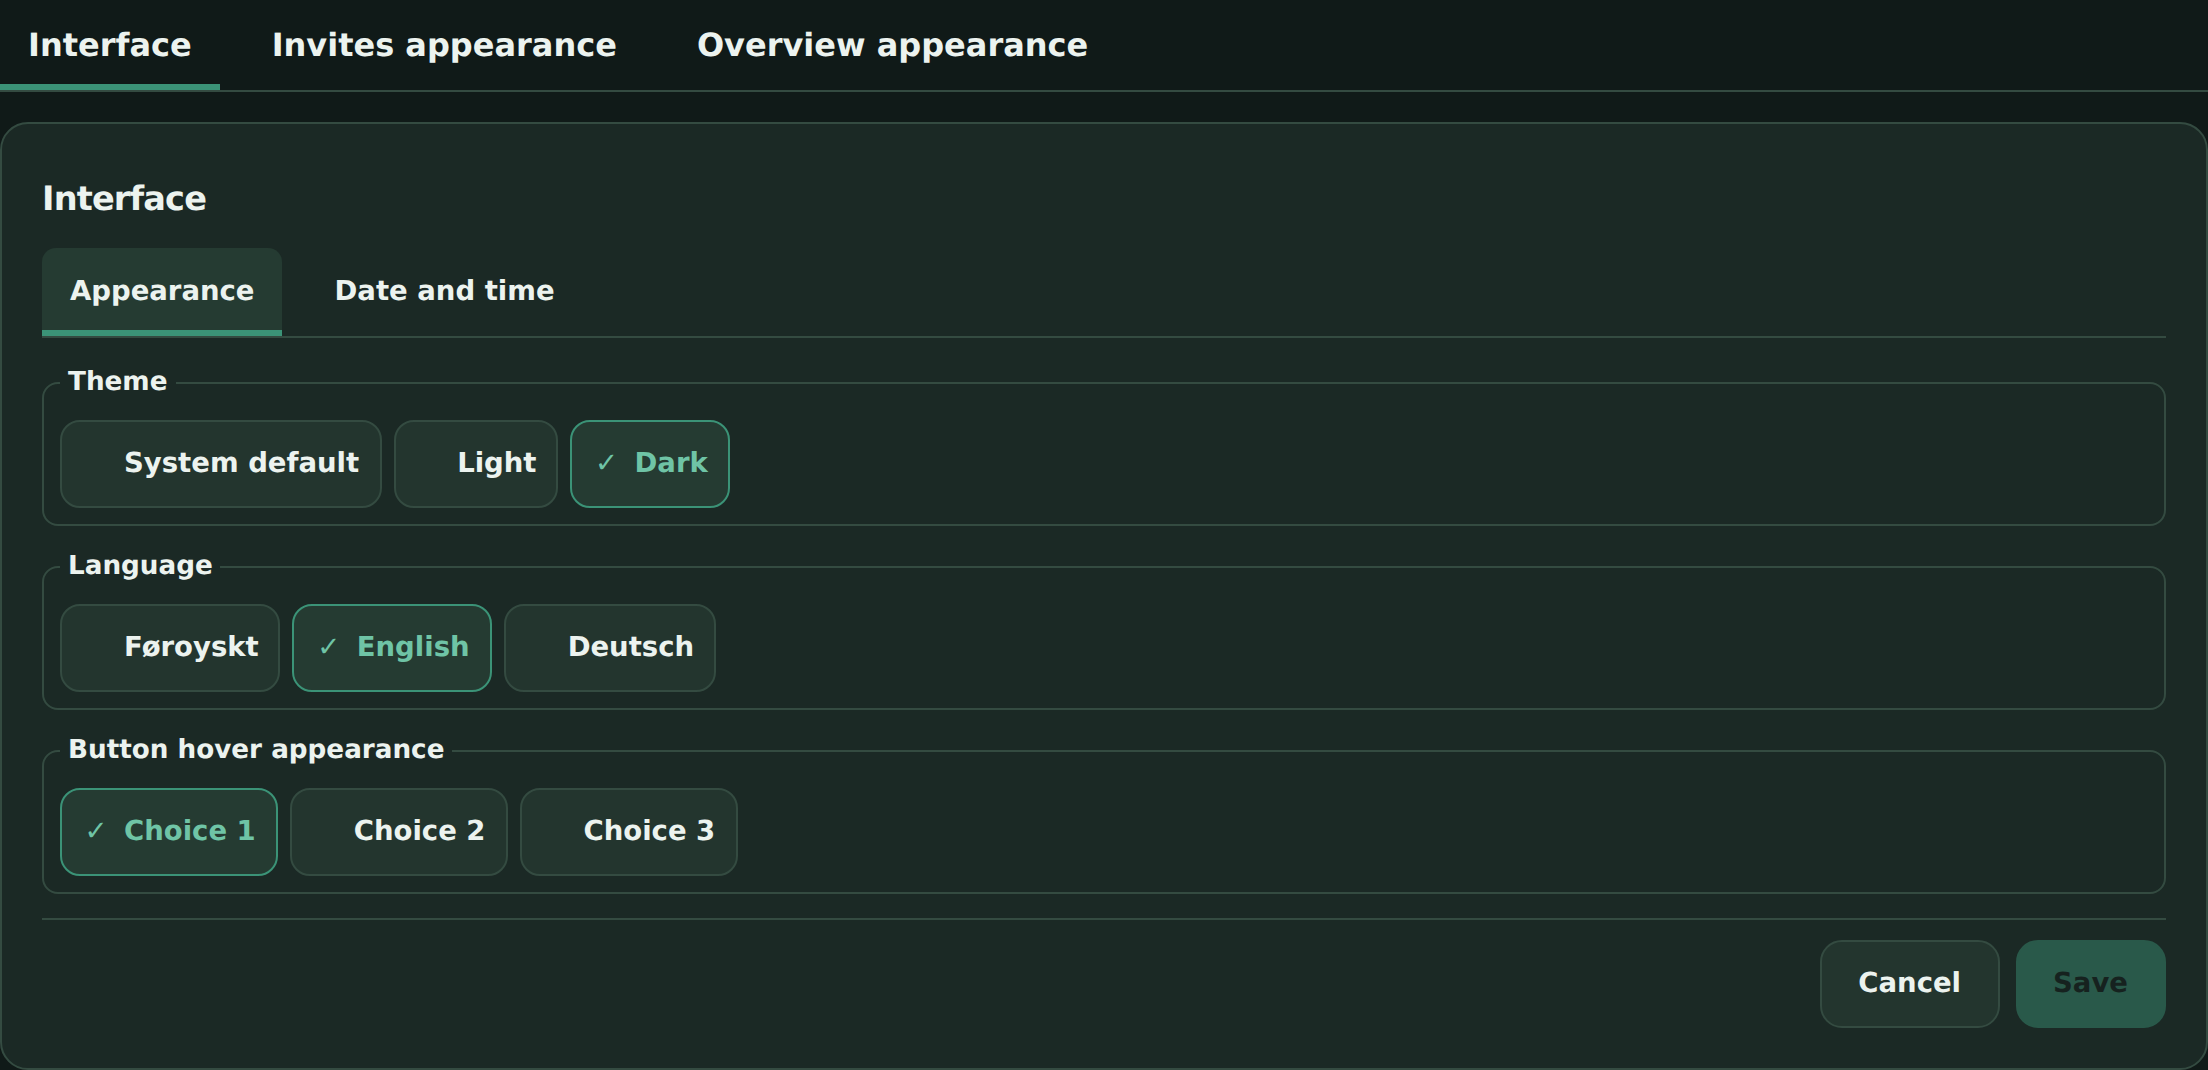 Interface Invites appearance Overview appearance
Interface
Appearance Date and time
Theme
System default Light ✓ Dark
Language
Føroyskt ✓ English Deutsch
Button hover appearance
✓ Choice 1 Choice 2 Choice 3
Cancel Save